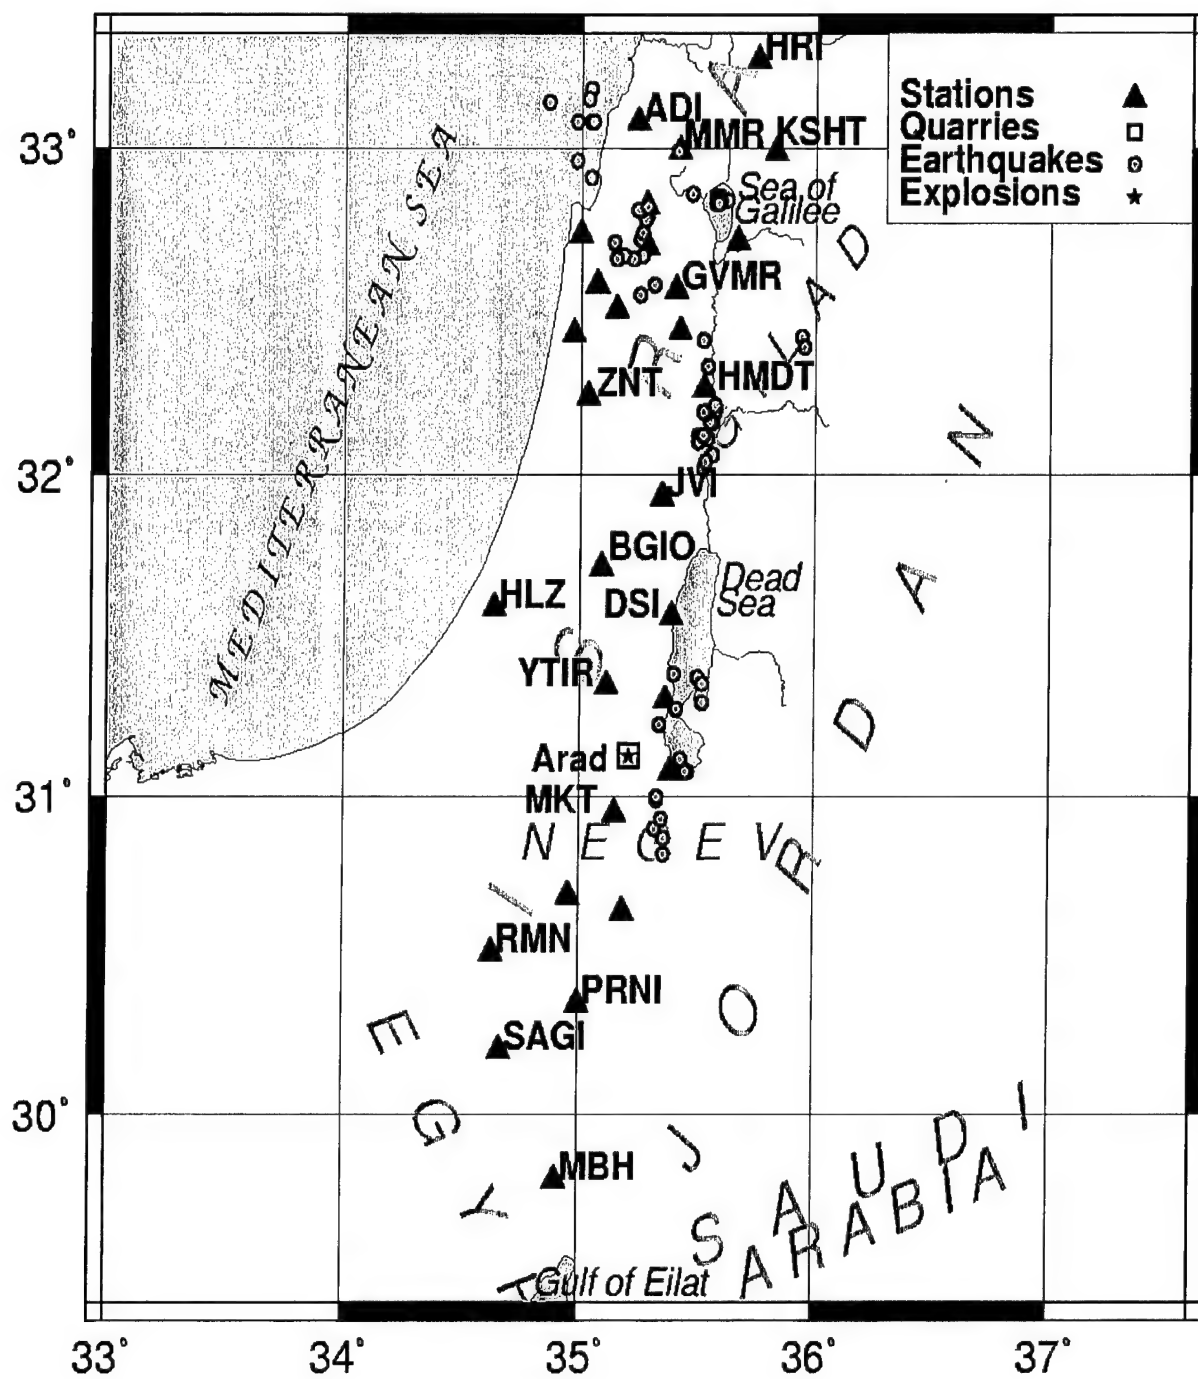 HRI
ADI
MMR
KSHT
Stations
Quarries
Earthquakes
Explosions
33°
Sea of
Galilee
MEDITERRANEAN SEA
GVMR
ZNT
HMDT
32°
JVI
BGIO
HLZ
DSI
Dead
Sea
YTIR
Arad
31°
MKT
NEGEV
RMN
PRNI
SAGI
30°
MBH
ISRAEL
JORDAN
EGYPT
SAUDI
ARABIA
Gulf of Eilat
33°
34°
35°
36°
37°